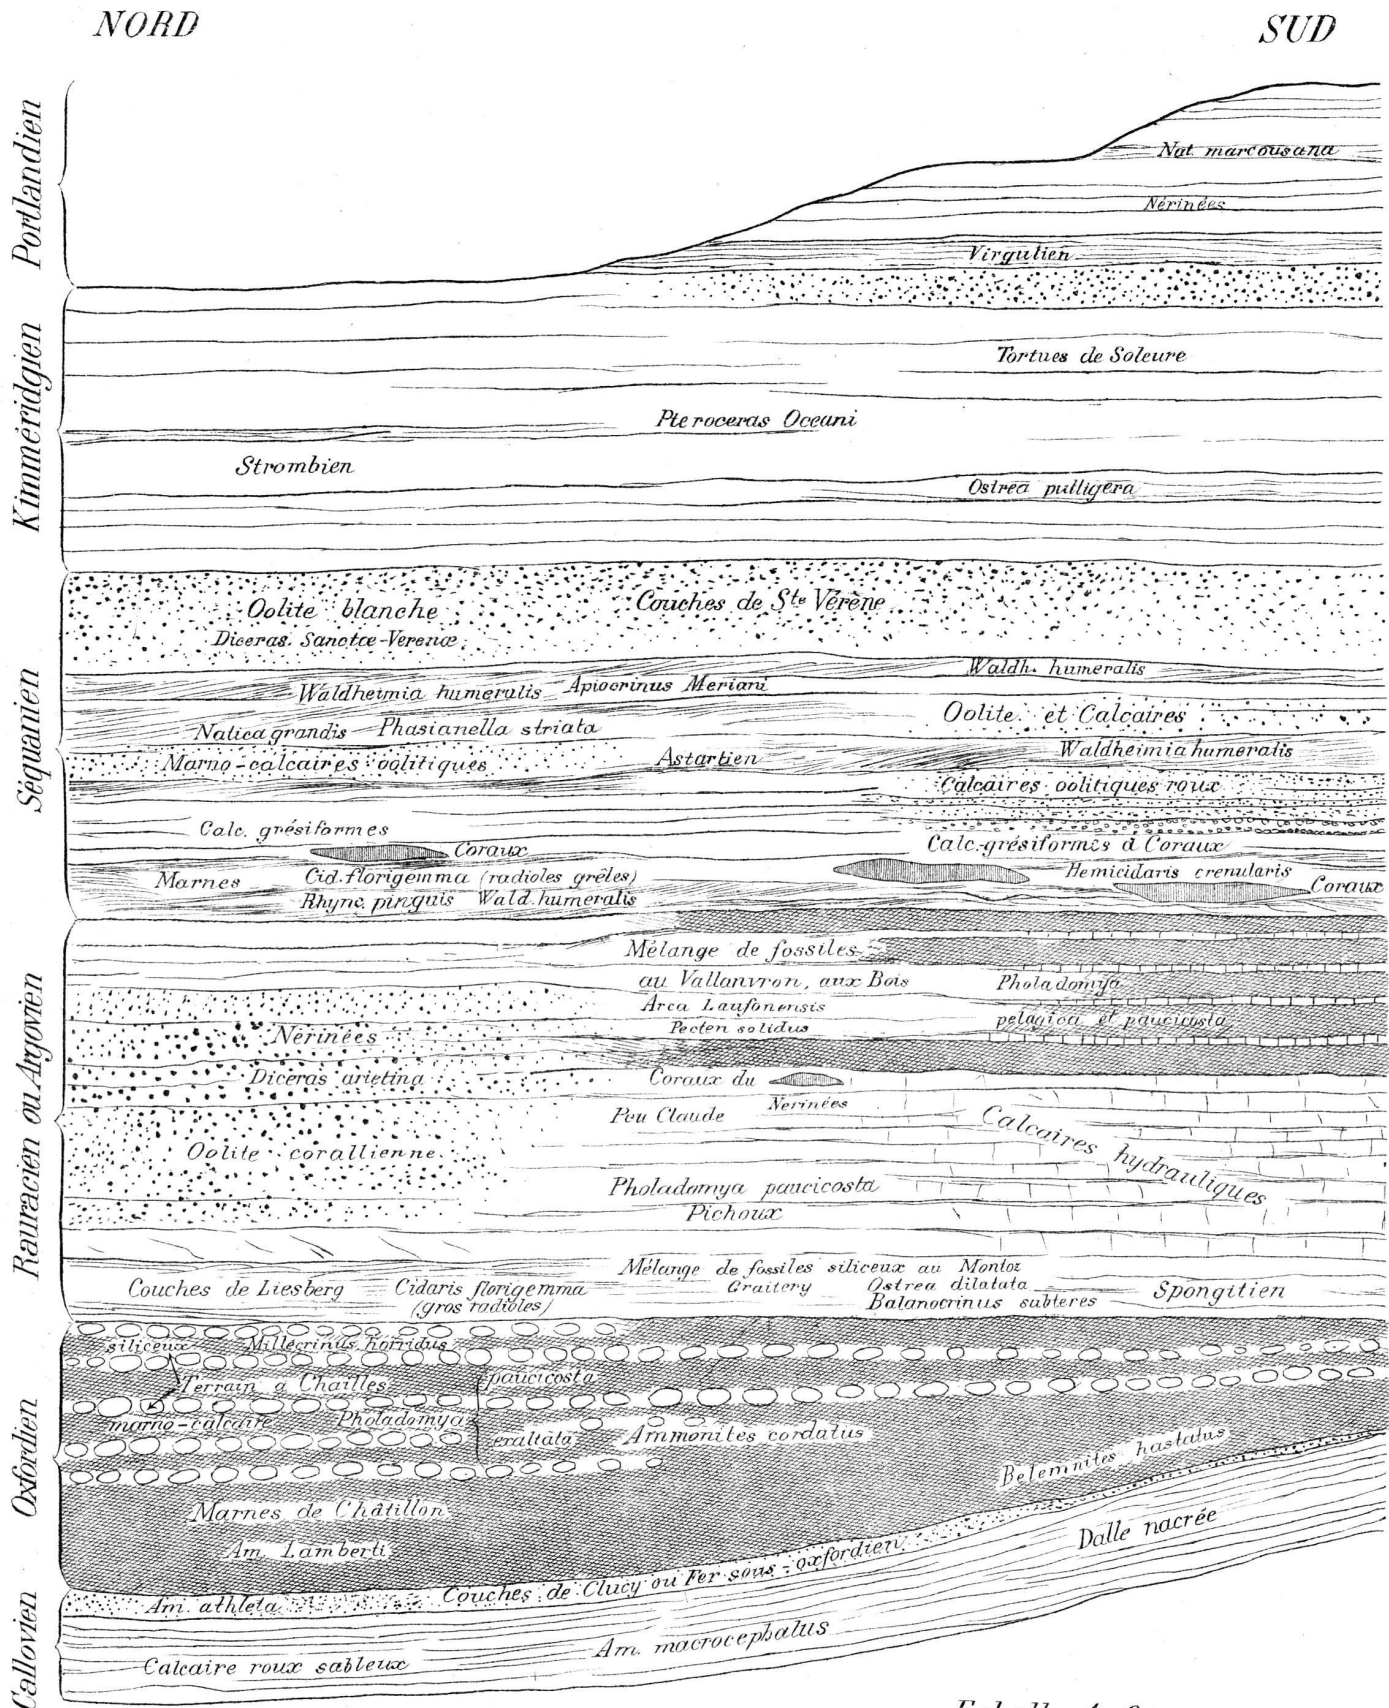 NORD
SUD
Portlandien
Nat. marcousana
Nérinées
Virgulien
Kimméridgien
Tortues de Soleure
Pteroceras Oceani
Strombien
Ostrea pulligera
Séquanien
Oolite blanche
Couches de Ste Vérène
Diceras. Sanctæ-Verenæ
Waldh. humeralis
Waldheimia humeralis
Apiocrinus Meriani
Oolite et Calcaires
Natica grandis
Phasianella striata
Waldheimia humeralis
Marno-calcaires oolitiques
Astartien
Calcaires oolitiques roux
Calc. grésiformes
Calc.-grésiformes à Coraux
Coraux
Marnes
Cid. florigemma (radioles grêles)
Hemicidaris crenularis
Coraux
Rhync. pinguis
Wald. humeralis
Rauracien ou Argovien
Mélange de fossiles
au Vallanvron, aux Bois
Pholadomya
Arca Laufonensis
pelagica et paucicosta
Pecten solidus
Nérinées
Diceras arietina
Coraux du
Nerinées
Peu Claude
Calcaires hydrauliques
Oolite corallienne
Pholadomya paucicosta
Pichoux
Mélange de fossiles siliceux au Montoz
Couches de Liesberg
Cidaris florigemma
(gros radioles)
Graitery
Ostrea dilatata
Balanocrinus subteres
Spongitien
Oxfordien
siliceux
Millecrinus horridus
Terrain à Chailles
paucicosta
marno-calcaire
Pholadomya
exaltata
Ammonites cordatus
Belemnites hastatus
Marnes de Châtillon
Am. Lamberti
Dalle nacrée
Callovien
Couches de Clucy ou Fer sous-oxfordien
Am. athleta
Am. macrocephalus
Calcaire roux sableux